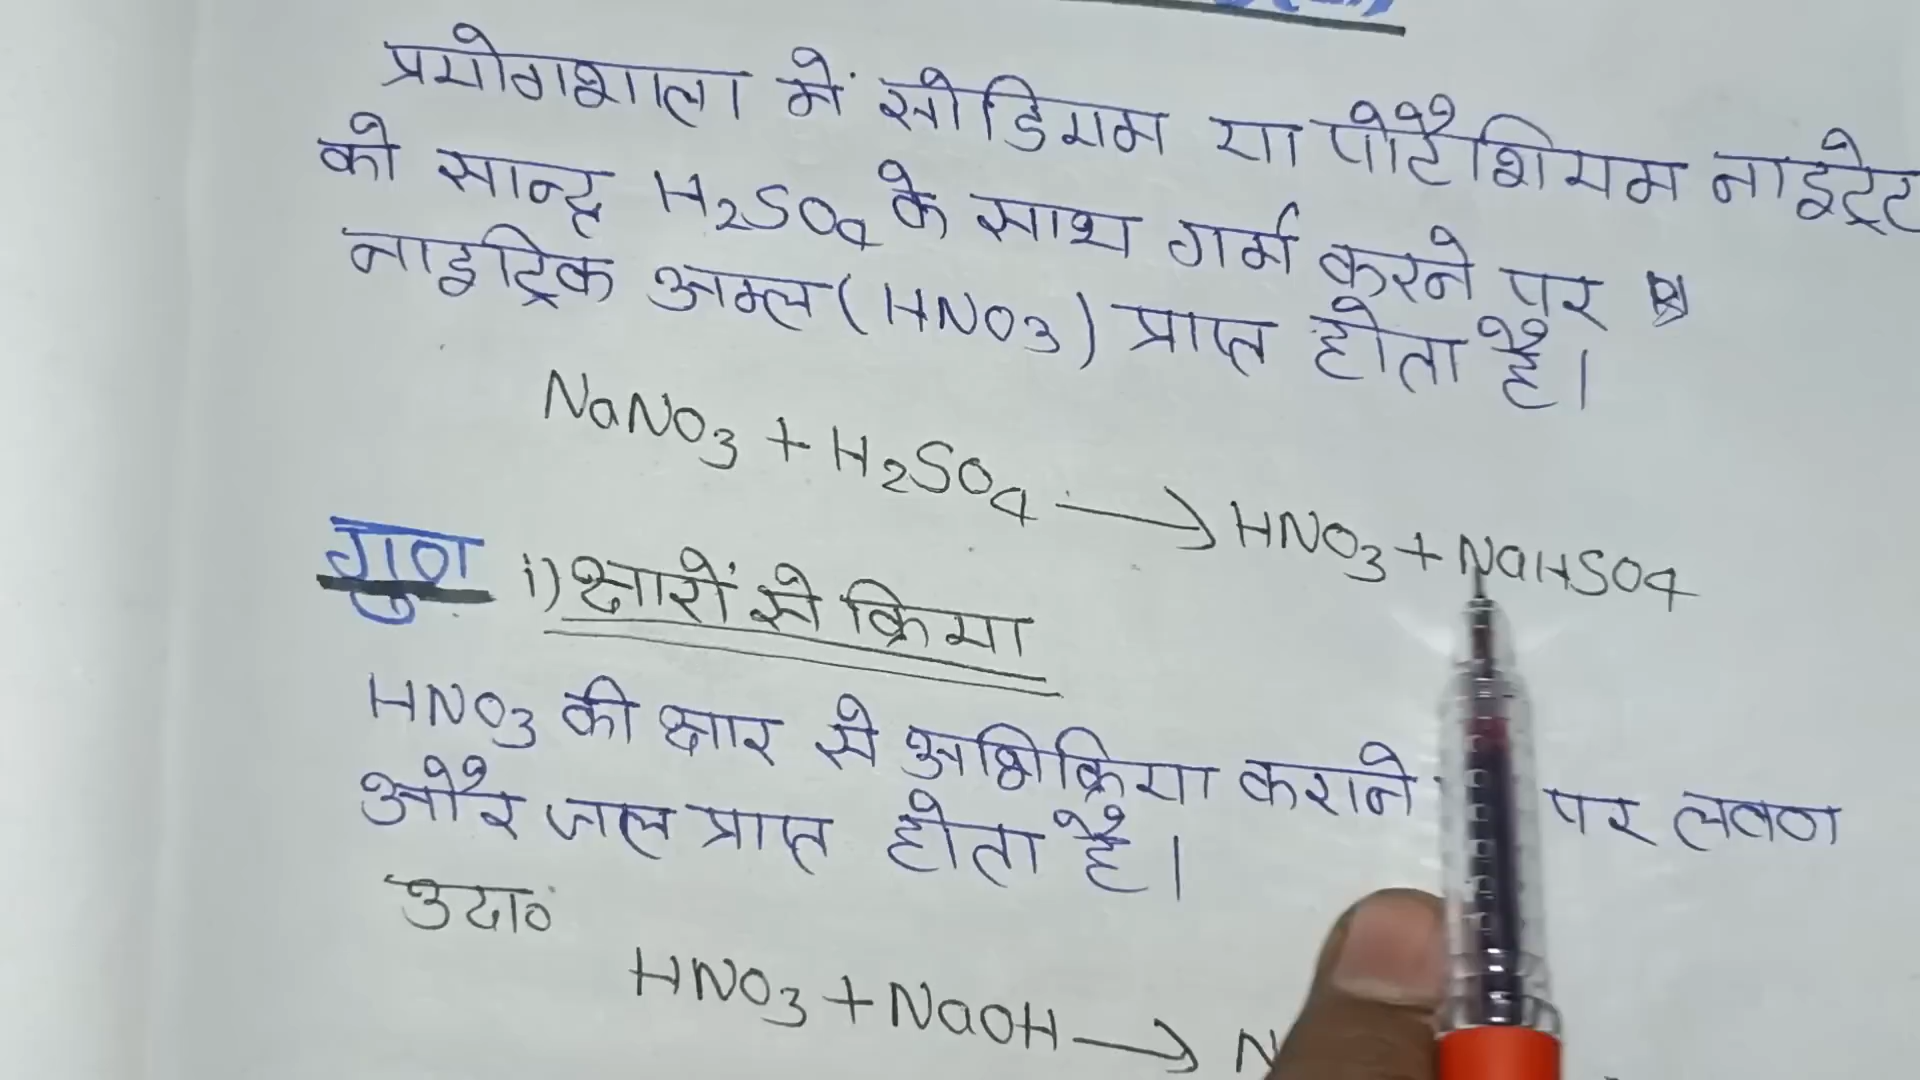 प्रयोगशाला में सोडियम या पोटैशियम नाइट्रेट
को सान्द्र H₂SO₄ के साथ गर्म करने पर
नाइट्रिक अम्ल (HNO₃) प्राप्त होता है।
NaNO₃ + H₂SO₄ → HNO₃ + NaHSO₄
गुण i) क्षारों से क्रिया
HNO₃ की क्षार से अभिक्रिया कराने पर लवण
और जल प्राप्त होता है।
उदा०
HNO₃ + NaOH → N